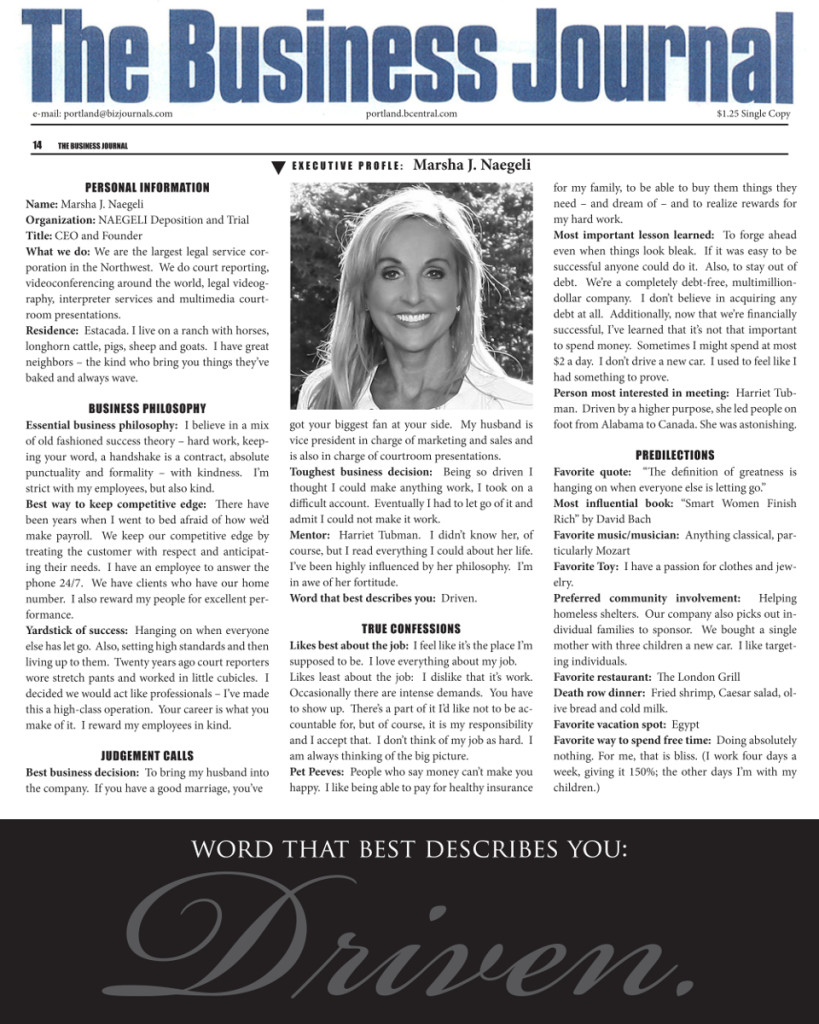 The Business Journal
e-mail: portland@bizjournals.com
portland.bcentral.com
$1.25 Single Copy
14 THE BUSINESS JOURNAL
EXECUTIVE PROFLE: Marsha J. Naegeli
PERSONAL INFORMATION
Name: Marsha J. Naegeli
Organization: NAEGELI Deposition and Trial
Title: CEO and Founder
What we do: We are the largest legal service cor-
poration in the Northwest. We do court reporting,
videoconferencing around the world, legal videog-
raphy, interpreter services and multimedia court-
room presentations.
Residence: Estacada. I live on a ranch with horses,
longhorn cattle, pigs, sheep and goats. I have great
neighbors – the kind who bring you things they've
baked and always wave.
BUSINESS PHILOSOPHY
Essential business philosophy: I believe in a mix
of old fashioned success theory – hard work, keep-
ing your word, a handshake is a contract, absolute
punctuality and formality – with kindness. I'm
strict with my employees, but also kind.
Best way to keep competitive edge: There have
been years when I went to bed afraid of how we'd
make payroll. We keep our competitive edge by
treating the customer with respect and anticipat-
ing their needs. I have an employee to answer the
phone 24/7. We have clients who have our home
number. I also reward my people for excellent per-
formance.
Yardstick of success: Hanging on when everyone
else has let go. Also, setting high standards and then
living up to them. Twenty years ago court reporters
wore stretch pants and worked in little cubicles. I
decided we would act like professionals – I've made
this a high-class operation. Your career is what you
make of it. I reward my employees in kind.
JUDGEMENT CALLS
Best business decision: To bring my husband into
the company. If you have a good marriage, you've
got your biggest fan at your side. My husband is
vice president in charge of marketing and sales and
is also in charge of courtroom presentations.
Toughest business decision: Being so driven I
thought I could make anything work, I took on a
difficult account. Eventually I had to let go of it and
admit I could not make it work.
Mentor: Harriet Tubman. I didn't know her, of
course, but I read everything I could about her life.
I've been highly influenced by her philosophy. I'm
in awe of her fortitude.
Word that best describes you: Driven.
TRUE CONFESSIONS
Likes best about the job: I feel like it's the place I'm
supposed to be. I love everything about my job.
Likes least about the job: I dislike that it's work.
Occasionally there are intense demands. You have
to show up. There's a part of it I'd like not to be ac-
countable for, but of course, it is my responsibility
and I accept that. I don't think of my job as hard. I
am always thinking of the big picture.
Pet Peeves: People who say money can't make you
happy. I like being able to pay for healthy insurance
for my family, to be able to buy them things they
need – and dream of – and to realize rewards for
my hard work.
Most important lesson learned: To forge ahead
even when things look bleak. If it was easy to be
successful anyone could do it. Also, to stay out of
debt. We're a completely debt-free, multimillion-
dollar company. I don't believe in acquiring any
debt at all. Additionally, now that we're financially
successful, I've learned that it's not that important
to spend money. Sometimes I might spend at most
$2 a day. I don't drive a new car. I used to feel like I
had something to prove.
Person most interested in meeting: Harriet Tub-
man. Driven by a higher purpose, she led people on
foot from Alabama to Canada. She was astonishing.
PREDILECTIONS
Favorite quote: "The definition of greatness is
hanging on when everyone else is letting go."
Most influential book: "Smart Women Finish
Rich" by David Bach
Favorite music/musician: Anything classical, par-
ticularly Mozart
Favorite Toy: I have a passion for clothes and jew-
elry.
Preferred community involvement: Helping
homeless shelters. Our company also picks out in-
dividual families to sponsor. We bought a single
mother with three children a new car. I like target-
ing individuals.
Favorite restaurant: The London Grill
Death row dinner: Fried shrimp, Caesar salad, ol-
ive bread and cold milk.
Favorite vacation spot: Egypt
Favorite way to spend free time: Doing absolutely
nothing. For me, that is bliss. (I work four days a
week, giving it 150%; the other days I'm with my
children.)
WORD THAT BEST DESCRIBES YOU:
Driven.